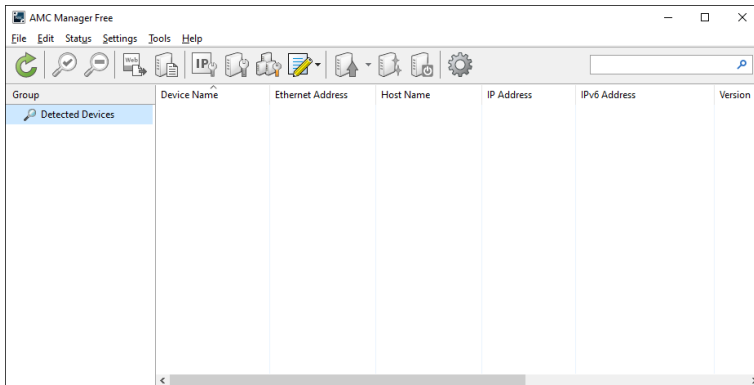 AMC Manager Free
File Edit Status Settings Tools Help
Web
IP
Group
Device Name Ethernet Address Host Name IP Address IPv6 Address Version
Detected Devices